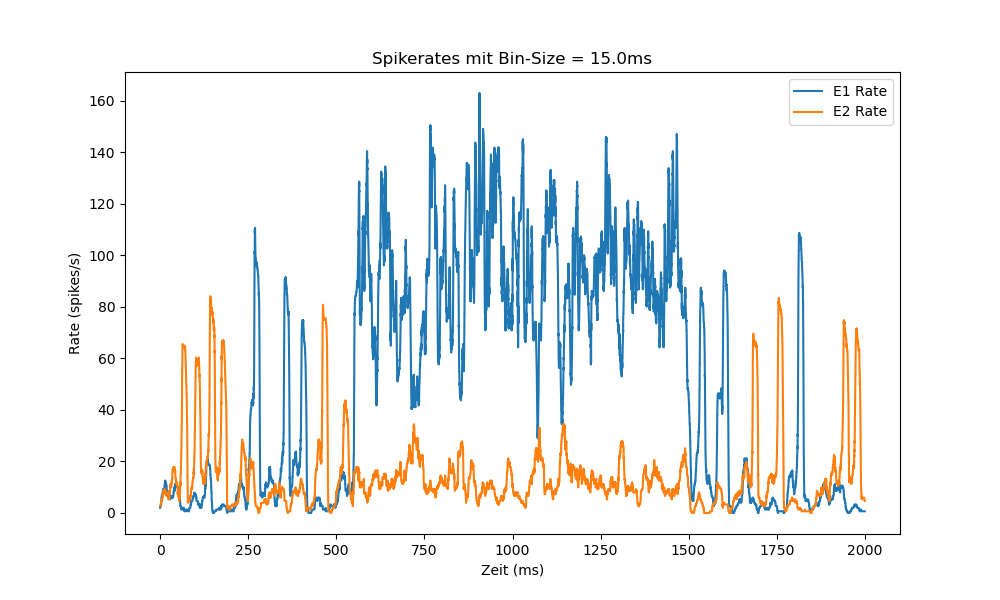 Spikerates mit Bin-Size = 15.0ms
E1 Rate
E2 Rate
160
140
120
100
80
60
40
20
0
Rate (spikes/s)
0 250 500 750 1000 1250 1500 1750 2000
Zeit (ms)